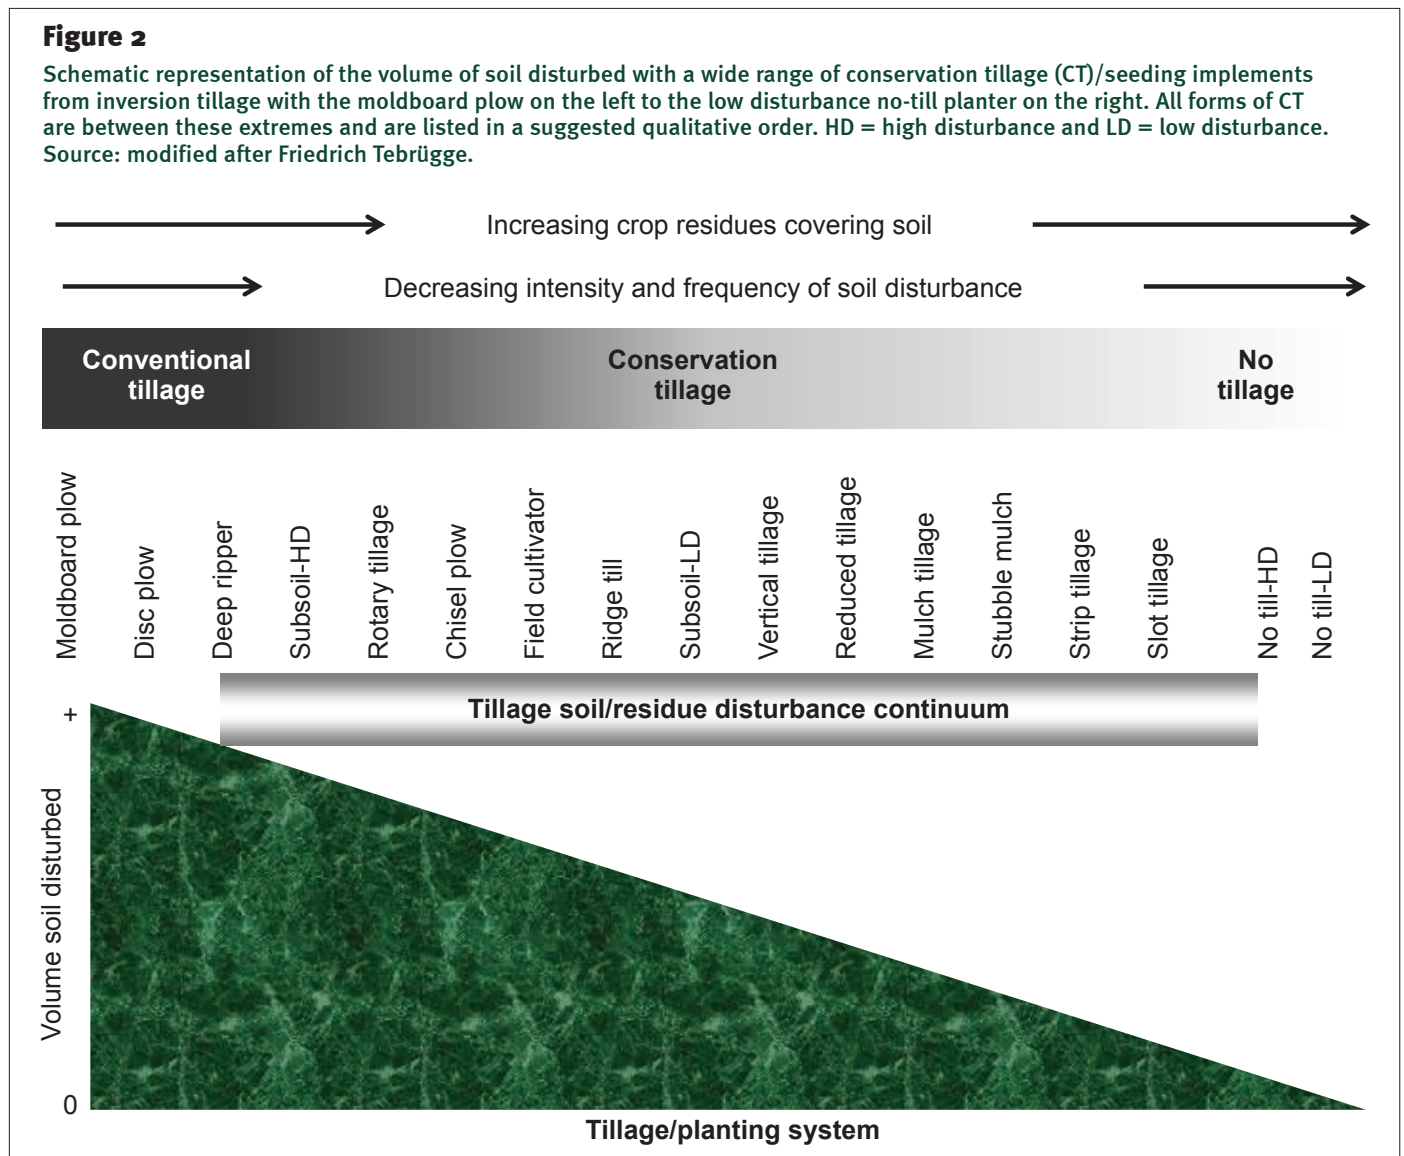 Figure 2
Schematic representation of the volume of soil disturbed with a wide range of conservation tillage (CT)/seeding implements
from inversion tillage with the moldboard plow on the left to the low disturbance no-till planter on the right. All forms of CT
are between these extremes and are listed in a suggested qualitative order. HD = high disturbance and LD = low disturbance.
Source: modified after Friedrich Tebrügge.
Increasing crop residues covering soil
Decreasing intensity and frequency of soil disturbance
Conventional
tillage
Conservation
tillage
No
tillage
Moldboard plow
Disc plow
Deep ripper
Subsoil-HD
Rotary tillage
Chisel plow
Field cultivator
Ridge till
Subsoil-LD
Vertical tillage
Reduced tillage
Mulch tillage
Stubble mulch
Strip tillage
Slot tillage
No till-HD
No till-LD
Tillage soil/residue disturbance continuum
+
Volume soil disturbed
0
Tillage/planting system